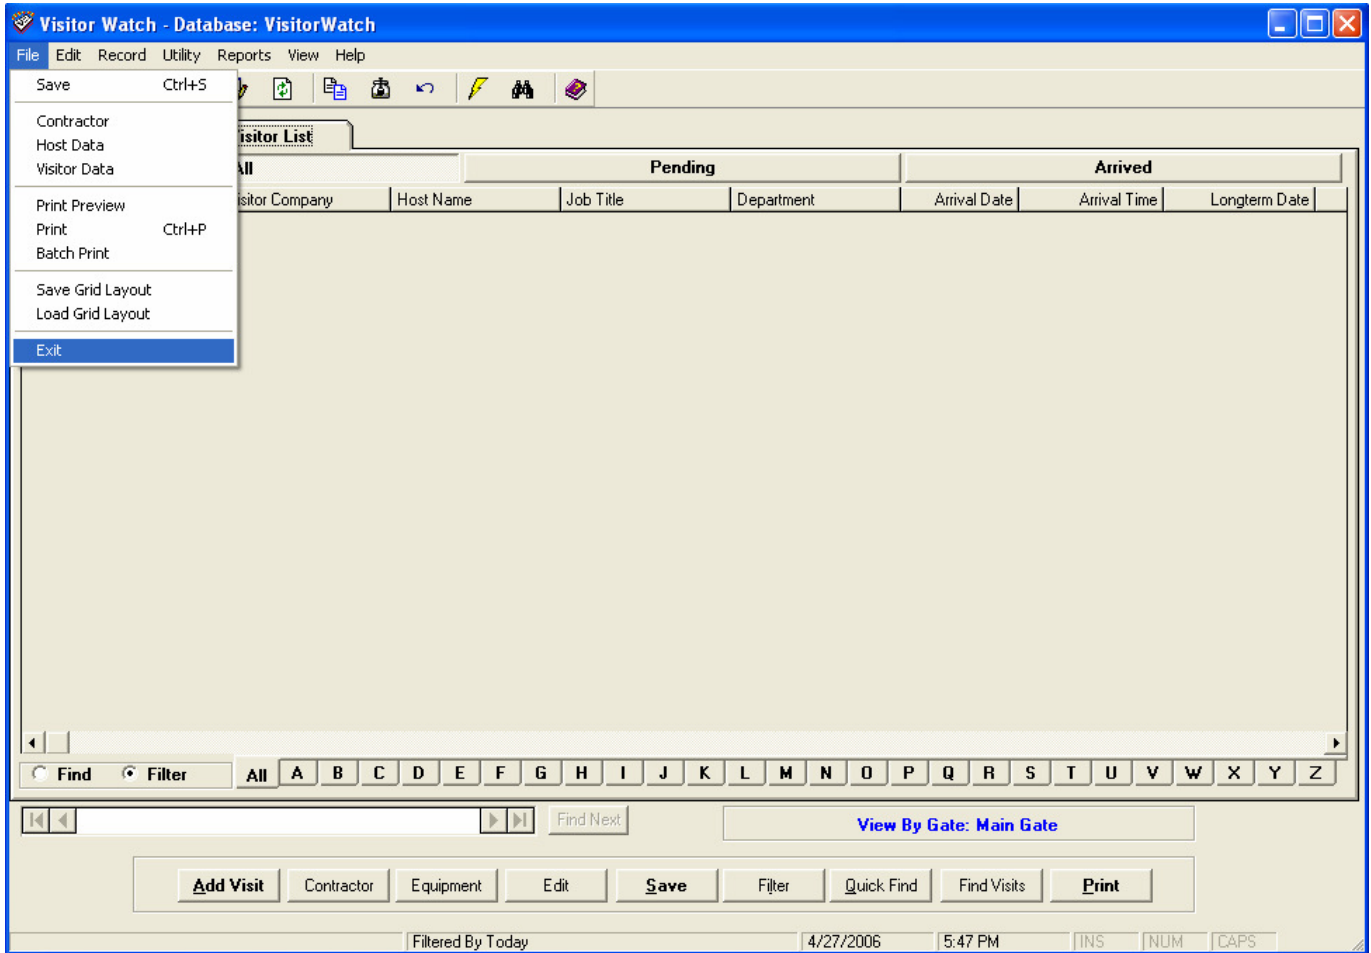 Visitor Watch - Database: VisitorWatch
File Edit Record Utility Reports View Help
Save Ctrl+S
Contractor
Host Data
Visitor Data
Print Preview
Print Ctrl+P
Batch Print
Save Grid Layout
Load Grid Layout
Exit
isitor List
All Pending Arrived
isitor Company Host Name Job Title Department Arrival Date Arrival Time Longterm Date
Find Filter All A B C D E F G H I J K L M N O P Q R S T U V W X Y Z
Find Next View By Gate: Main Gate
Add Visit Contractor Equipment Edit Save Filter Quick Find Find Visits Print
Filtered By Today 4/27/2006 5:47 PM INS NUM CAPS